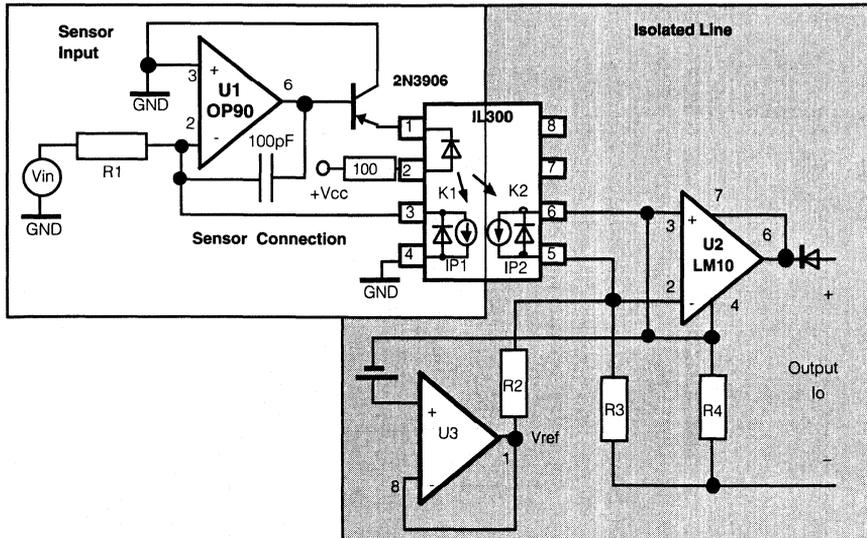 Sensor
Input
Isolated Line
3
+
U1
OP90
6
2N3906
GND
2
-
100pF
1
IL300
8
R1
100
2
7
Vin
+Vcc
K1
K2
7
3
6
3
+
6
GND
Sensor Connection
U2
LM10
4
IP1
IP2
5
GND
2
-
4
+
R2
Output
Io
+
R3
R4
U3
Vref
1
8
-
–